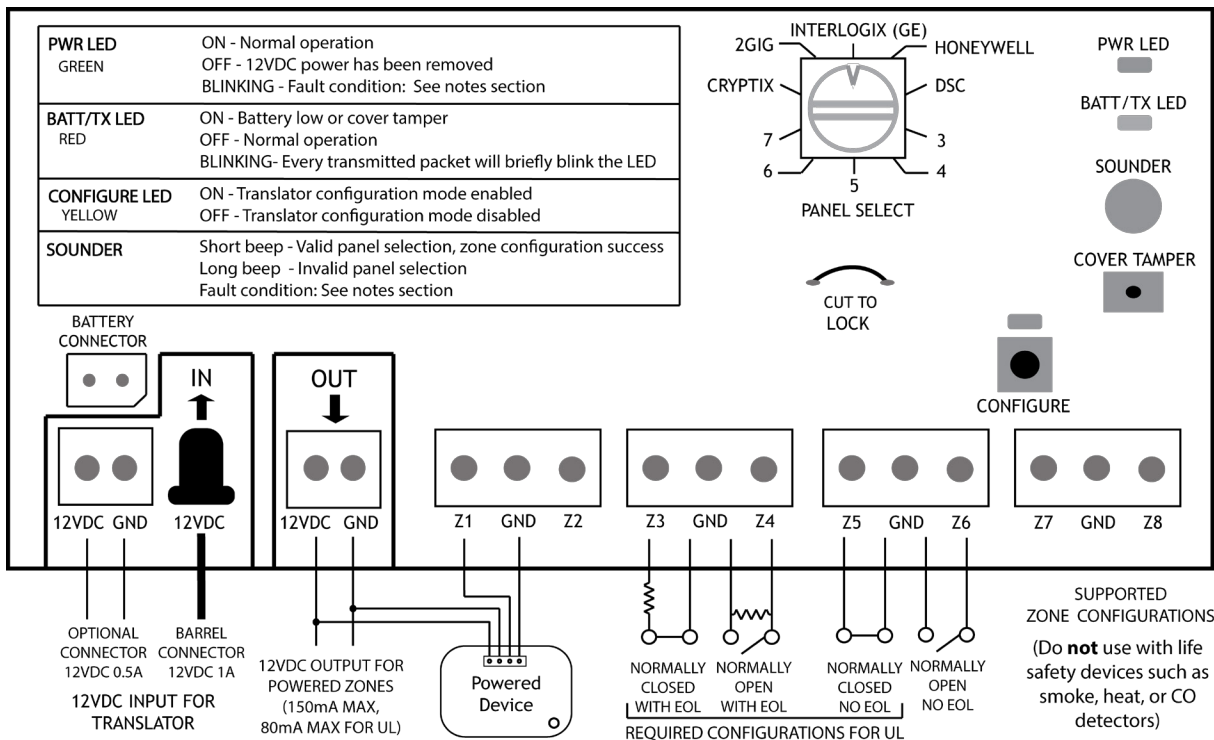 PWR LED
GREEN
ON - Normal operation
OFF - 12VDC power has been removed
BLINKING - Fault condition: See notes section
BATT/TX LED
RED
ON - Battery low or cover tamper
OFF - Normal operation
BLINKING- Every transmitted packet will briefly blink the LED
CONFIGURE LED
YELLOW
ON - Translator configuration mode enabled
OFF - Translator configuration mode disabled
SOUNDER
Short beep - Valid panel selection, zone configuration success
Long beep - Invalid panel selection
Fault condition: See notes section
INTERLOGIX (GE)
2GIG
HONEYWELL
CRYPTIX
DSC
7
3
6
5
4
PANEL SELECT
CUT TO
LOCK
PWR LED
BATT/TX LED
SOUNDER
COVER TAMPER
CONFIGURE
BATTERY
CONNECTOR
IN
OUT
12VDC GND
12VDC
12VDC GND
Z1 GND Z2
Z3 GND Z4
Z5 GND Z6
Z7 GND Z8
OPTIONAL
CONNECTOR
12VDC 0.5A
BARREL
CONNECTOR
12VDC 1A
12VDC INPUT FOR
TRANSLATOR
12VDC OUTPUT FOR
POWERED ZONES
(150mA MAX,
80mA MAX FOR UL)
Powered
Device
NORMALLY
CLOSED
WITH EOL
NORMALLY
OPEN
WITH EOL
NORMALLY
CLOSED
NO EOL
NORMALLY
OPEN
NO EOL
REQUIRED CONFIGURATIONS FOR UL
SUPPORTED
ZONE CONFIGURATIONS
(Do not use with life
safety devices such as
smoke, heat, or CO
detectors)